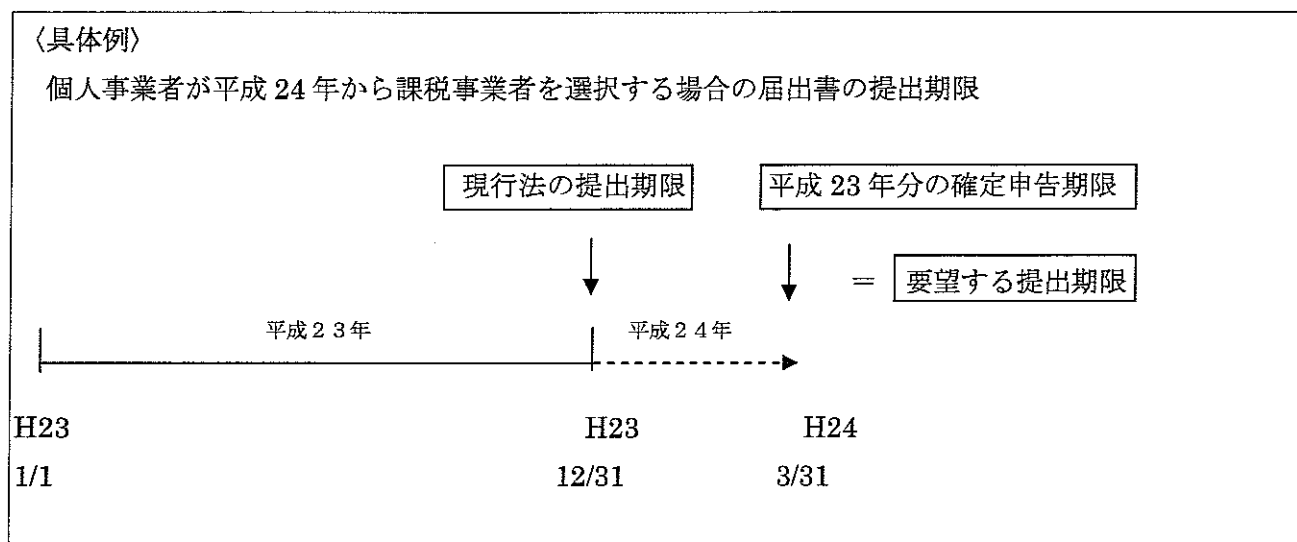 〈具体例〉
個人事業者が平成 24 年から課税事業者を選択する場合の届出書の提出期限
現行法の提出期限 平成 23 年分の確定申告期限
= 要望する提出期限
平成２３年 平成２４年
H23 H23 H24
1/1 12/31 3/31